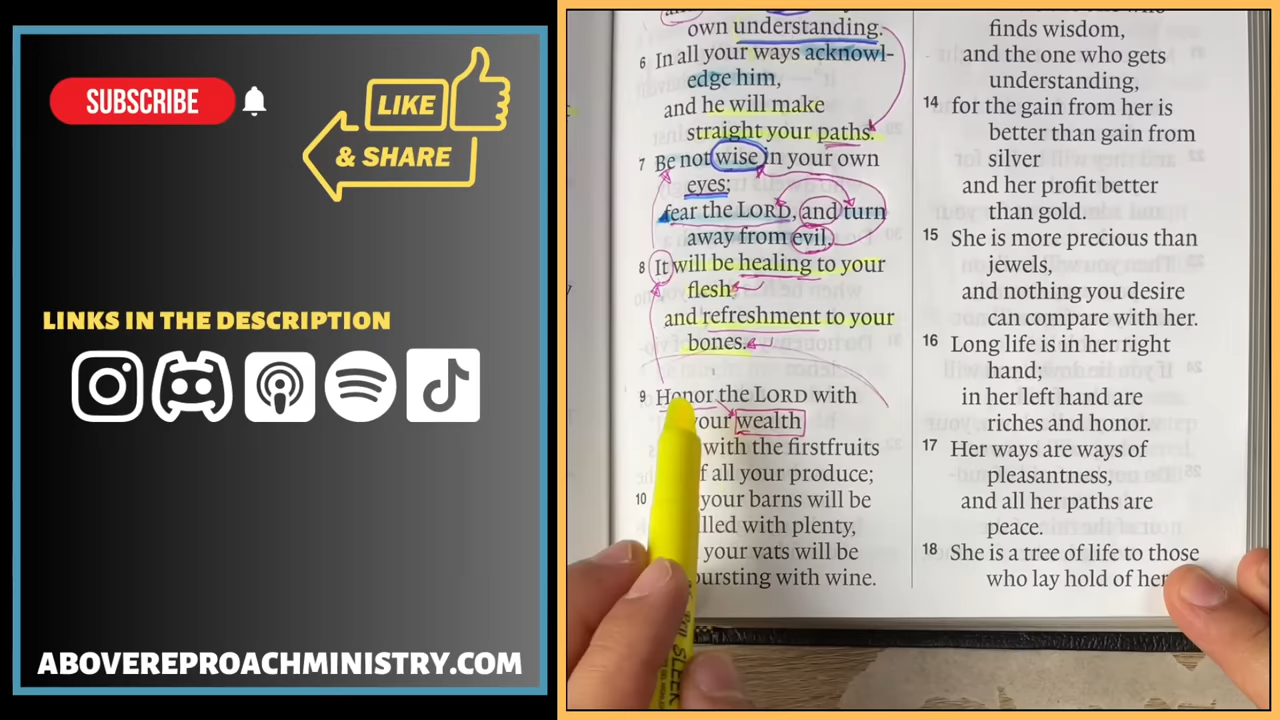 SUBSCRIBE
LIKE
& SHARE
LINKS IN THE DESCRIPTION
ABOVEREPROACHMINISTRY.COM
own understanding.
6 In all your ways acknowl-
edge him,
and he will make
straight your paths.
7 Be not wise in your own
eyes;
fear the LORD, and turn
away from evil.
8 It will be healing to your
flesh
and refreshment to your
bones.
9 Honor the LORD with
your wealth
with the firstfruits
all your produce;
10 your barns will be
with plenty,
your vats will be
bursting with wine.
finds wisdom,
and the one who gets
understanding,
14 for the gain from her is
better than gain from
silver
and her profit better
than gold.
15 She is more precious than
jewels,
and nothing you desire
can compare with her.
16 Long life is in her right
hand;
in her left hand are
riches and honor.
17 Her ways are ways of
pleasantness,
and all her paths are
peace.
18 She is a tree of life to those
who lay hold of her
SLEEK